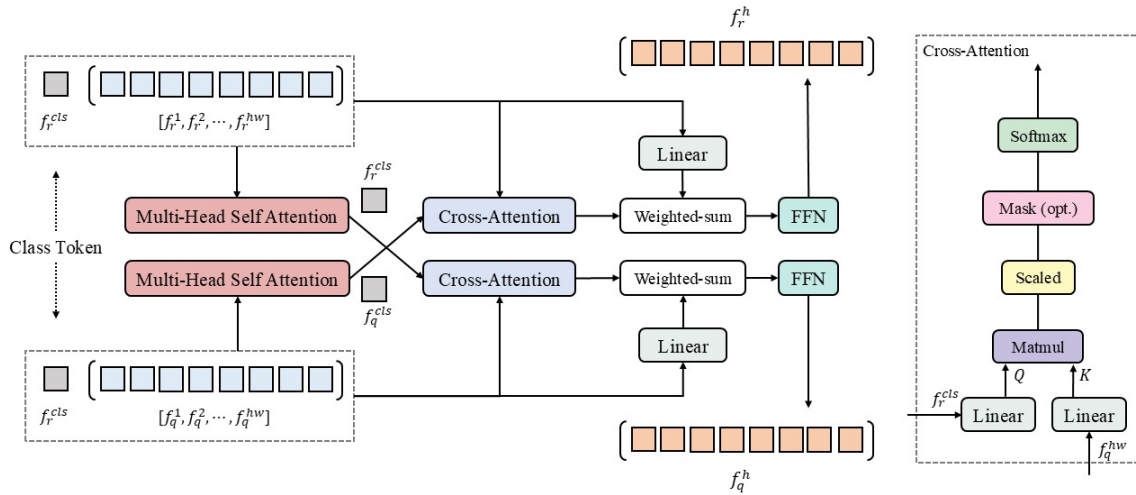 f_r^h
Cross-Attention
f_r^{cls}
[f_r^1, f_r^2, ⋯, f_r^{hw}]
Softmax
Linear
f_r^{cls}
Multi-Head Self Attention
Cross-Attention
Weighted-sum
FFN
Mask (opt.)
Class Token
Multi-Head Self Attention
Cross-Attention
Weighted-sum
FFN
Scaled
f_q^{cls}
Linear
Matmul
Q
K
f_r^{cls}
[f_q^1, f_q^2, ⋯, f_q^{hw}]
f_r^{cls}
Linear
Linear
f_q^{hw}
f_q^h